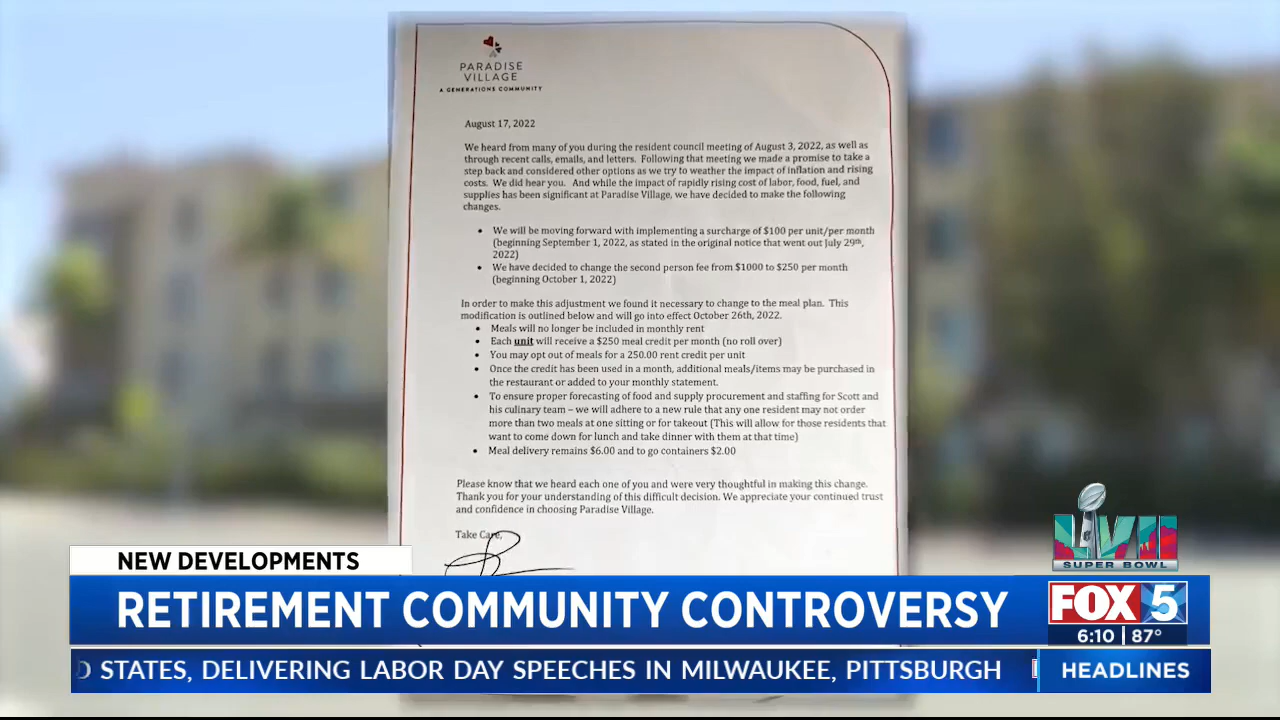 PARADISE
VILLAGE
A GENERATIONS COMMUNITY
August 17, 2022
We heard from many of you during the resident council meeting of August 3, 2022, as well as
through recent calls, emails, and letters. Following that meeting we made a promise to take a
step back and considered other options as we try to weather the impact of inflation and rising
costs. We did hear you. And while the impact of rapidly rising cost of labor, food, fuel, and
supplies has been significant at Paradise Village, we have decided to make the following
changes.
• We will be moving forward with implementing a surcharge of $100 per unit/per month
(beginning September 1, 2022, as stated in the original notice that went out July 29th,
2022)
• We have decided to change the second person fee from $1000 to $250 per month
(beginning October 1, 2022)
In order to make this adjustment we found it necessary to change to the meal plan. This
modification is outlined below and will go into effect October 26th, 2022.
• Meals will no longer be included in monthly rent
• Each unit will receive a $250 meal credit per month (no roll over)
• You may opt out of meals for a 250.00 rent credit per unit
• Once the credit has been used in a month, additional meals/items may be purchased in
the restaurant or added to your monthly statement.
• To ensure proper forecasting of food and supply procurement and staffing for Scott and
his culinary team – we will adhere to a new rule that any one resident may not order
more than two meals at one sitting or for takeout (This will allow for those residents that
want to come down for lunch and take dinner with them at that time)
• Meal delivery remains $6.00 and to go containers $2.00
Please know that we heard each one of you and were very thoughtful in making this change.
Thank you for your understanding of this difficult decision. We appreciate your continued trust
and confidence in choosing Paradise Village.
Take Care,
LVII
SUPER BOWL
NEW DEVELOPMENTS
RETIREMENT COMMUNITY CONTROVERSY
FOX 5
6:10 | 87°
STATES, DELIVERING LABOR DAY SPEECHES IN MILWAUKEE, PITTSBURGH
HEADLINES